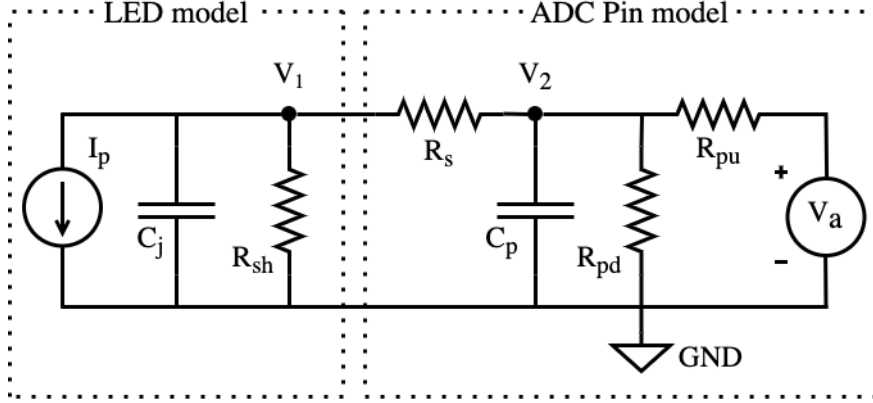 LED model
ADC Pin model
V1
V2
Ip
Rs
Rpu
+
Va
Cj
Rsh
Cp
Rpd
-
GND